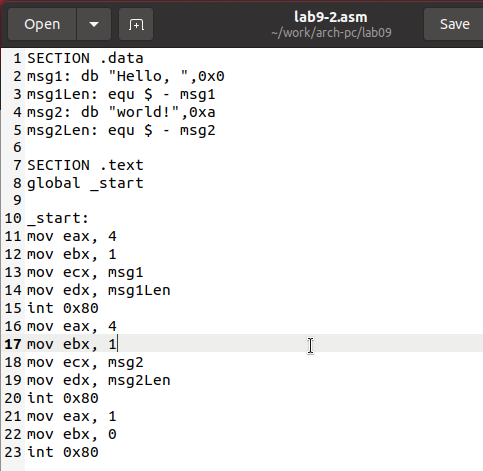 Open
lab9-2.asm
~/work/arch-pc/lab09
Save
1 SECTION .data
2 msg1: db "Hello, ",0x0
3 msg1Len: equ $ - msg1
4 msg2: db "world!",0xa
5 msg2Len: equ $ - msg2
6
7 SECTION .text
8 global _start
9
10 _start:
11 mov eax, 4
12 mov ebx, 1
13 mov ecx, msg1
14 mov edx, msg1Len
15 int 0x80
16 mov eax, 4
17 mov ebx, 1
18 mov ecx, msg2
19 mov edx, msg2Len
20 int 0x80
21 mov eax, 1
22 mov ebx, 0
23 int 0x80